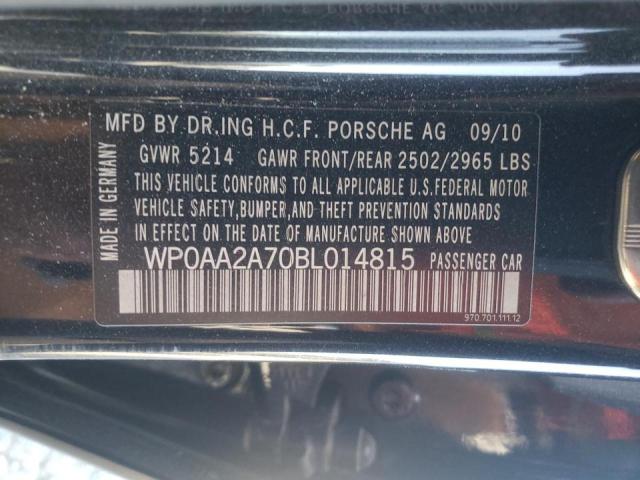 MFD BY DR.ING H.C.F. PORSCHE AG 09/10
GVWR 5214 GAWR FRONT/REAR 2502/2965 LBS
THIS VEHICLE CONFORMS TO ALL APPLICABLE U.S.FEDERAL MOTOR
VEHICLE SAFETY,BUMPER,AND THEFT PREVENTION STANDARDS
IN EFFECT ON THE DATE OF MANUFACTURE SHOWN ABOVE
WP0AA2A70BL014815 PASSENGER CAR
970.701.111.12
MADE IN GERMANY